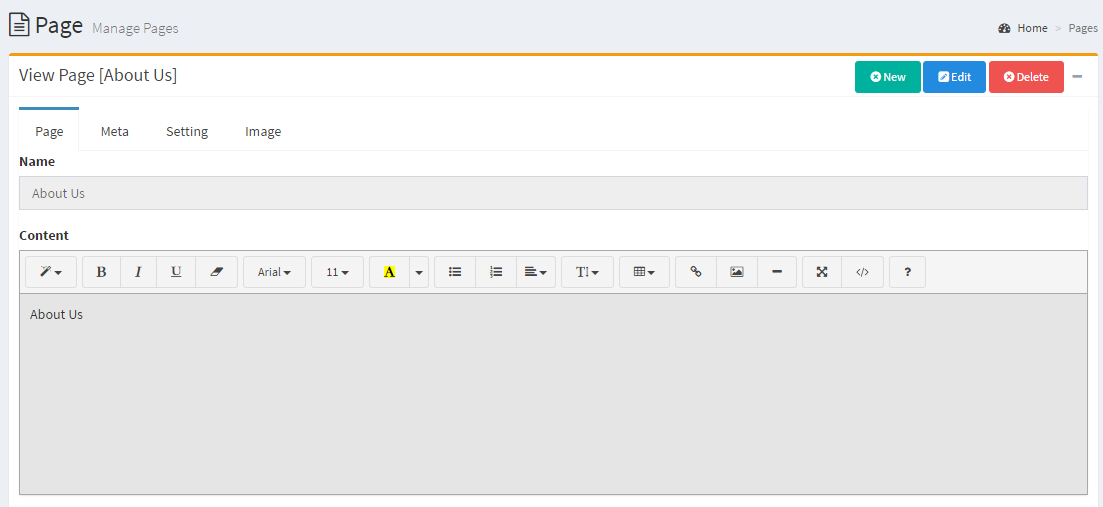 Page Manage Pages
Home > Pages
View Page [About Us]
New Edit Delete
Page Meta Setting Image
Name
About Us
Content
B I U Arial 11 A T! </> ?
About Us